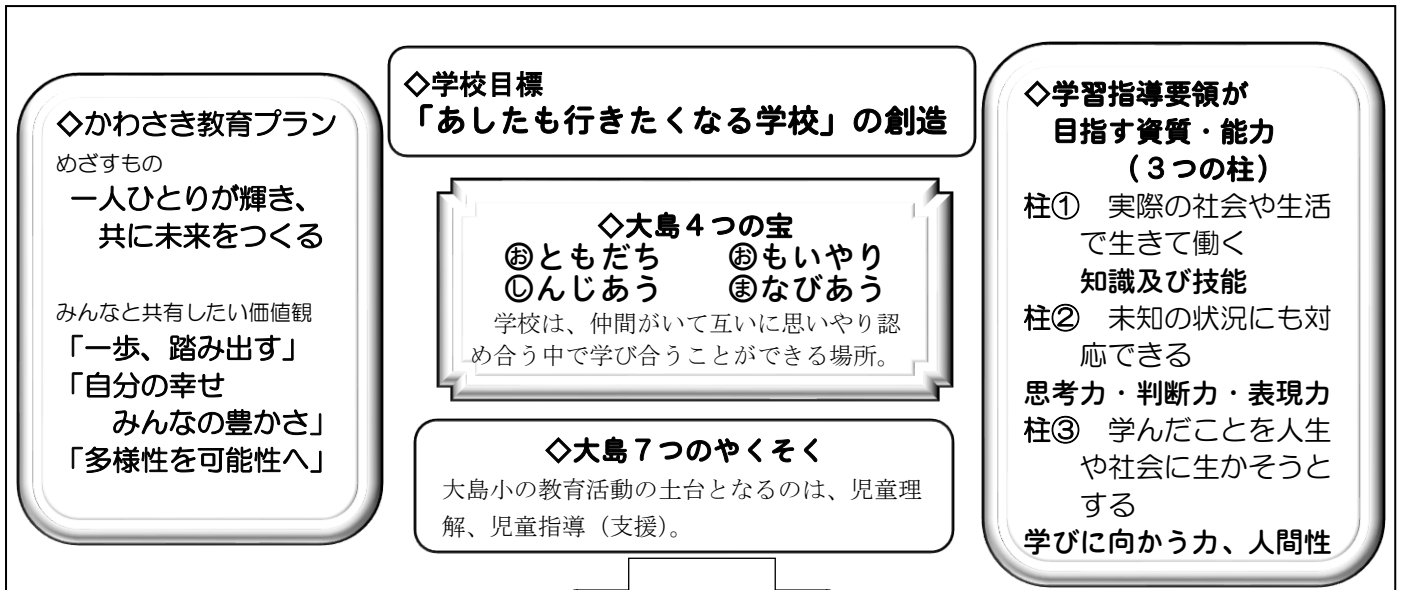 ◇かわさき教育プラン
めざすもの
一人ひとりが輝き、
共に未来をつくる
みんなと共有したい価値観
「一歩、踏み出す」
「自分の幸せ
みんなの豊かさ」
「多様性を可能性へ」
◇学校目標
「あしたも行きたくなる学校」の創造
◇大島４つの宝
㋔ともだち　㋔もいやり
㋛んじあう　㋮なびあう
学校は、仲間がいて互いに思いやり認
め合う中で学び合うことができる場所。
◇大島７つのやくそく
大島小の教育活動の土台となるのは、児童理
解、児童指導（支援）。
◇学習指導要領が
目指す資質・能力
（３つの柱）
柱①　実際の社会や生活
で生きて働く
知識及び技能
柱②　未知の状況にも対
応できる
思考力・判断力・表現力
柱③　学んだことを人生
や社会に生かそうと
する
学びに向かう力、人間性